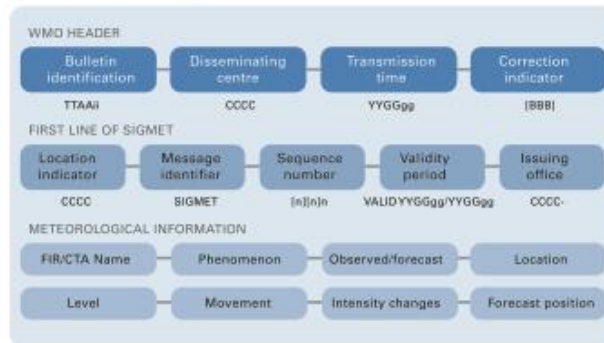 WMO HEADER
Bulletin identification
Disseminating centre
Transmission time
Correction indicator
TTAAii
CCCC
YYGGgg
[BBB]
FIRST LINE OF SIGMET
Location indicator
Message identifier
Sequence number
Validity period
Issuing office
CCCC
SIGMET
[n][n]n
VALIDYYGGgg/YYGGgg
CCCC-
METEOROLOGICAL INFORMATION
FIR/CTA Name
Phenomenon
Observed/forecast
Location
Level
Movement
Intensity changes
Forecast position